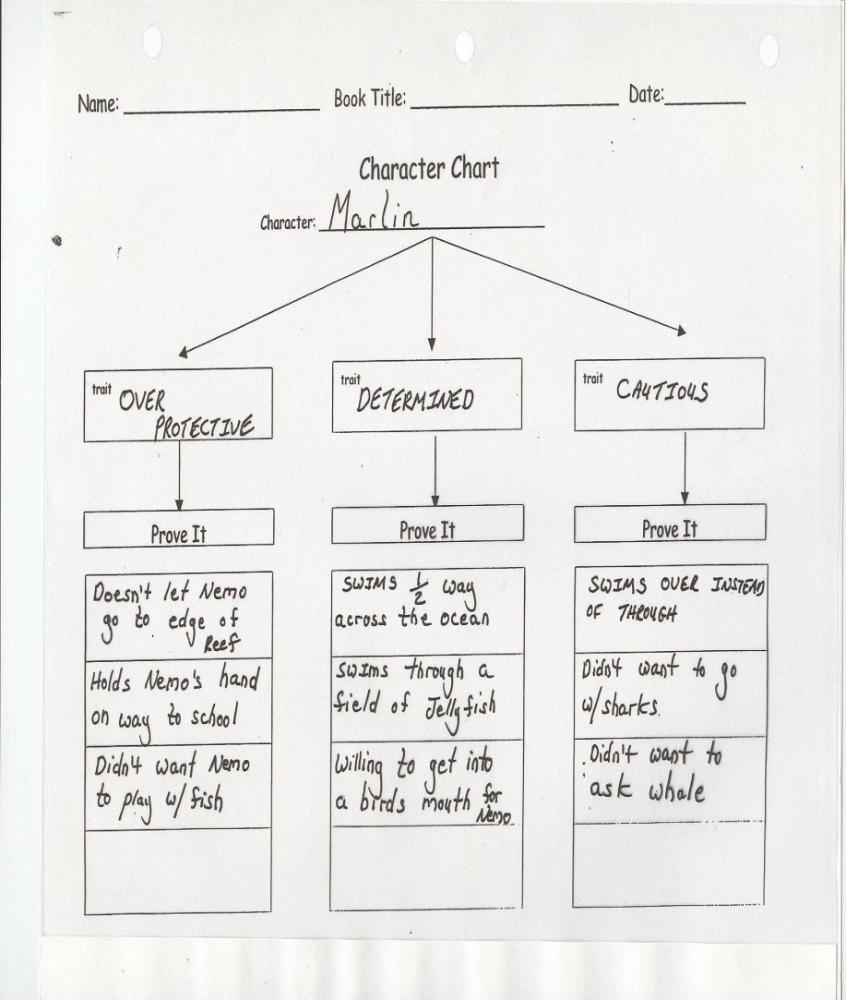 Name: Book Title: Date:
Character Chart
Character: Marlin
trait OVER
PROTECTIVE
trait
DETERMINED
trait CAUTIOUS
Prove It
Prove It
Prove It
Doesn't let Nemo
go to edge of
Reef
Holds Nemo's hand
on way to school
Didn't want Nemo
to play w/ fish
SWIMS 1/2 way
across the ocean
SWIMS through a
field of Jellyfish
Willing to get into
a birds mouth for
Nemo
SWIMS OVER INSTEAD
OF THROUGH
Didn't want to go
w/sharks.
Didn't want to
ask whale